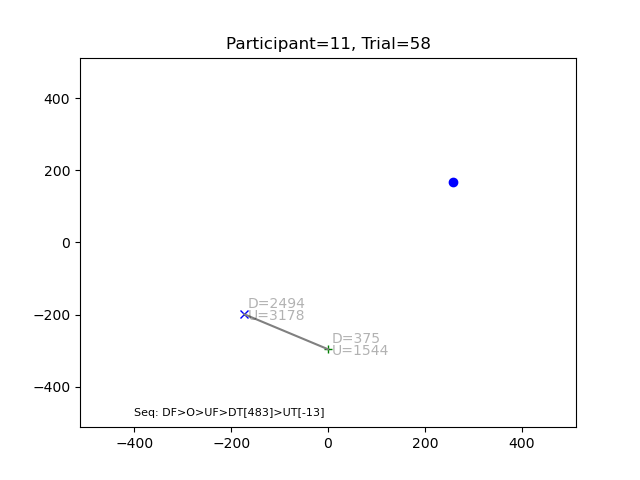 Participant=11, Trial=58
400
200
0
−200
−400
D=2494
U=3178
D=375
U=1544
Seq: DF>O>UF>DT[483]>UT[-13]
−400 −200 0 200 400